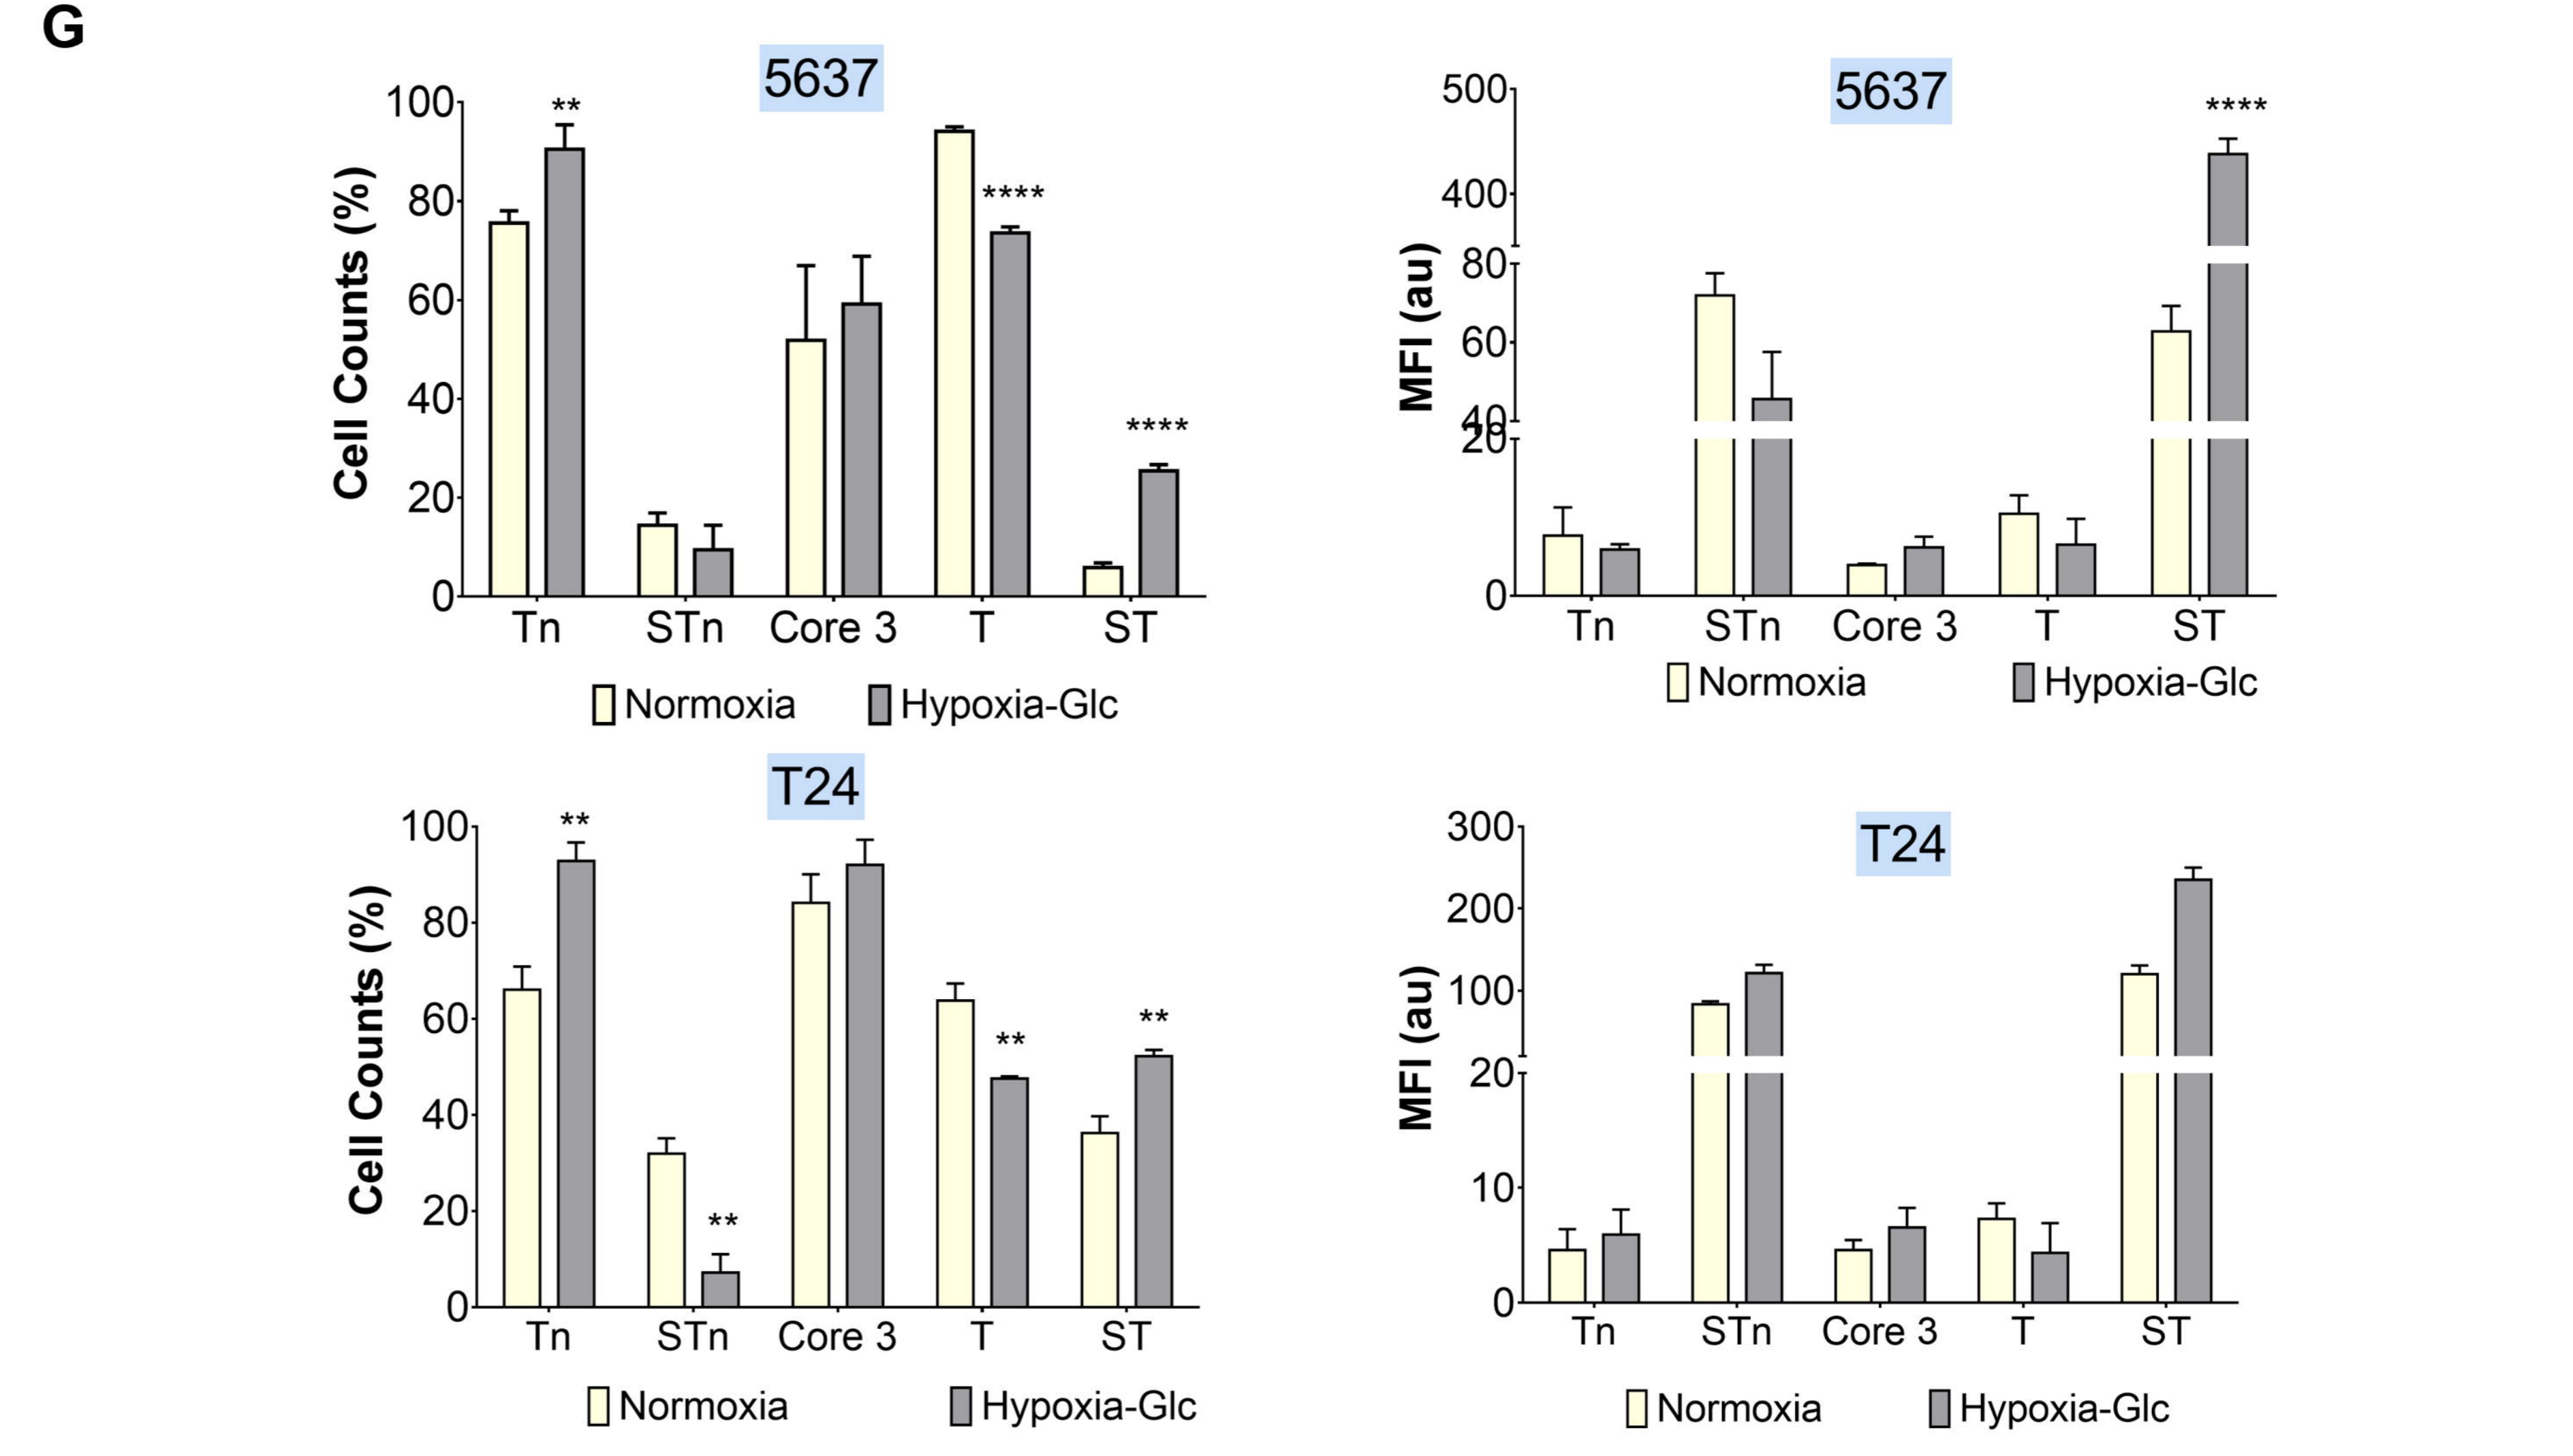 G
5637
100
80
60
40
20
0
Cell Counts (%)
**
****
****
Tn STn Core 3 T ST
Normoxia Hypoxia-Glc
5637
500
400
80
60
40
20
0
MFI (au)
****
Tn STn Core 3 T ST
Normoxia Hypoxia-Glc
T24
100
80
60
40
20
0
Cell Counts (%)
**
**
**
**
Tn STn Core 3 T ST
Normoxia Hypoxia-Glc
T24
300
200
100
20
10
0
MFI (au)
Tn STn Core 3 T ST
Normoxia Hypoxia-Glc